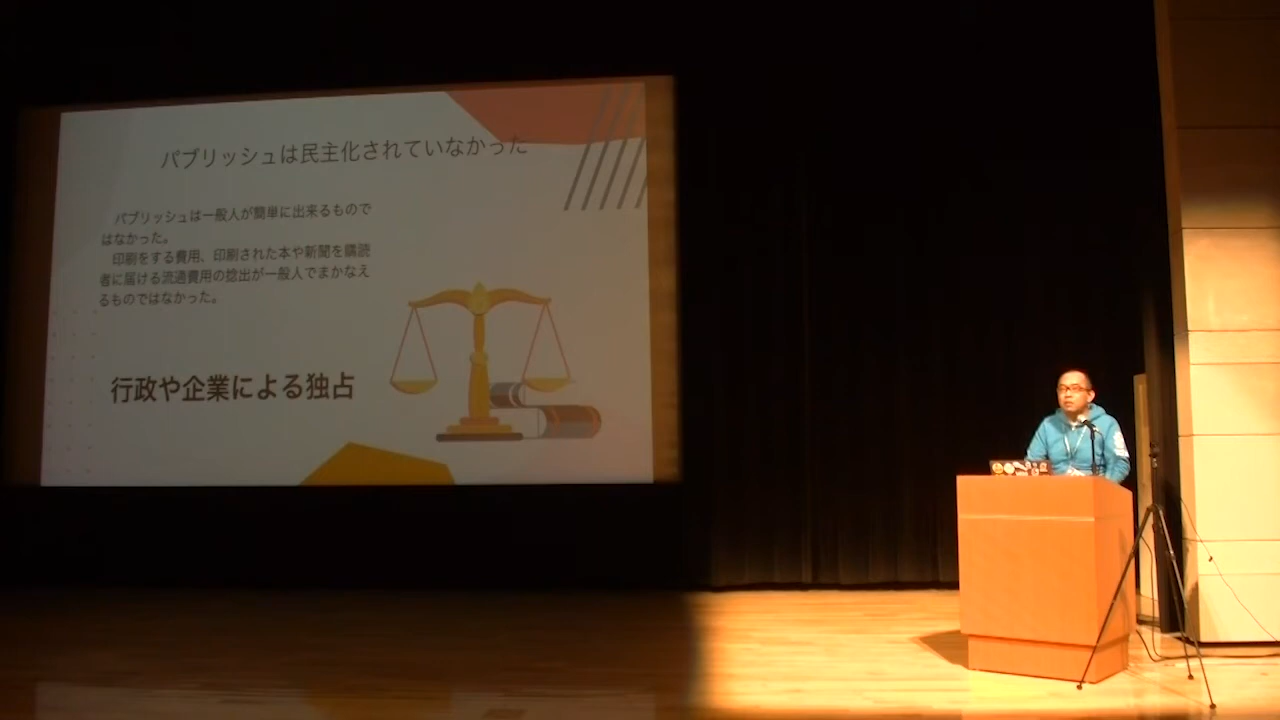 パブリッシュは民主化されていなかった
パブリッシュは一般人が簡単に出来るもので
はなかった。
印刷をする費用、印刷された本や新聞を購読
者に届ける流通費用の捻出が一般人でまかなえ
るものではなかった。
行政や企業による独占